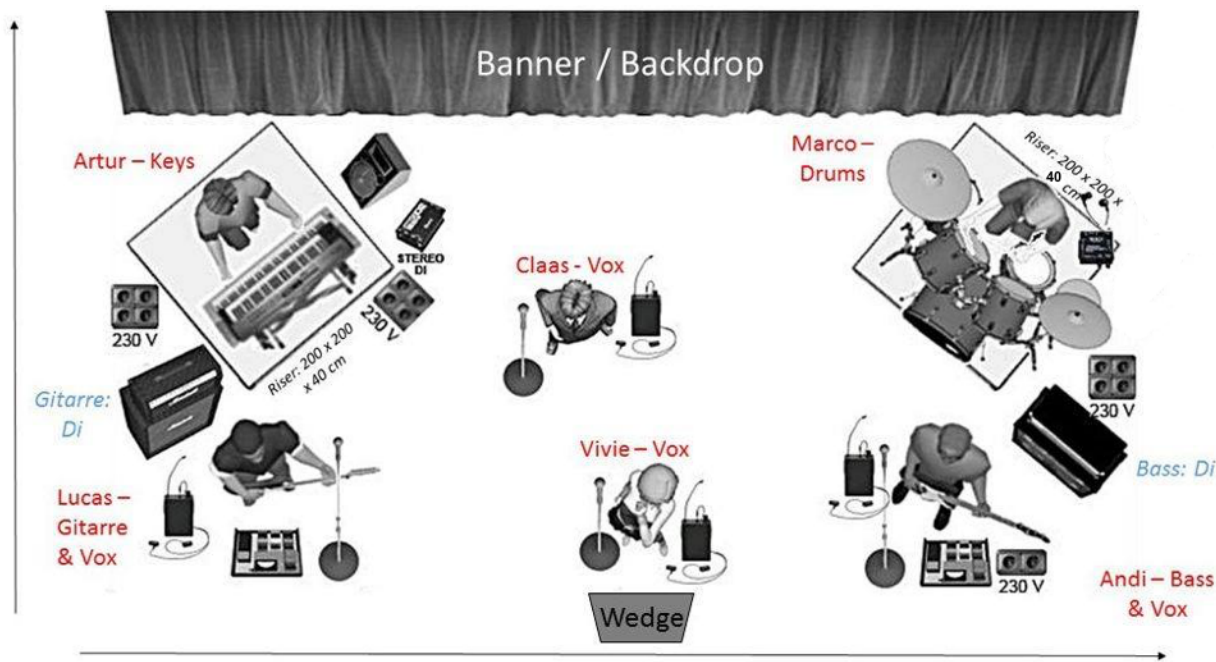 Banner / Backdrop
Artur – Keys
Marco –
Drums
Riser: 200 x 200 x
40 cm
STEREO
DI
Claas - Vox
230 V
230 V
Riser: 200 x 200
x 40 cm
230 V
Gitarre:
Di
Vivie – Vox
Bass: Di
Lucas –
Gitarre
& Vox
230 V
Andi – Bass
& Vox
Wedge